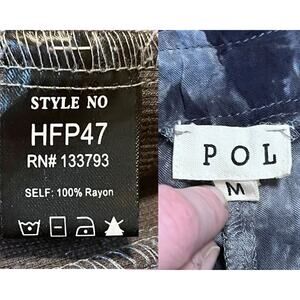 STYLE NO
HFP47
RN# 133793
SELF: 100% Rayon
POL
M